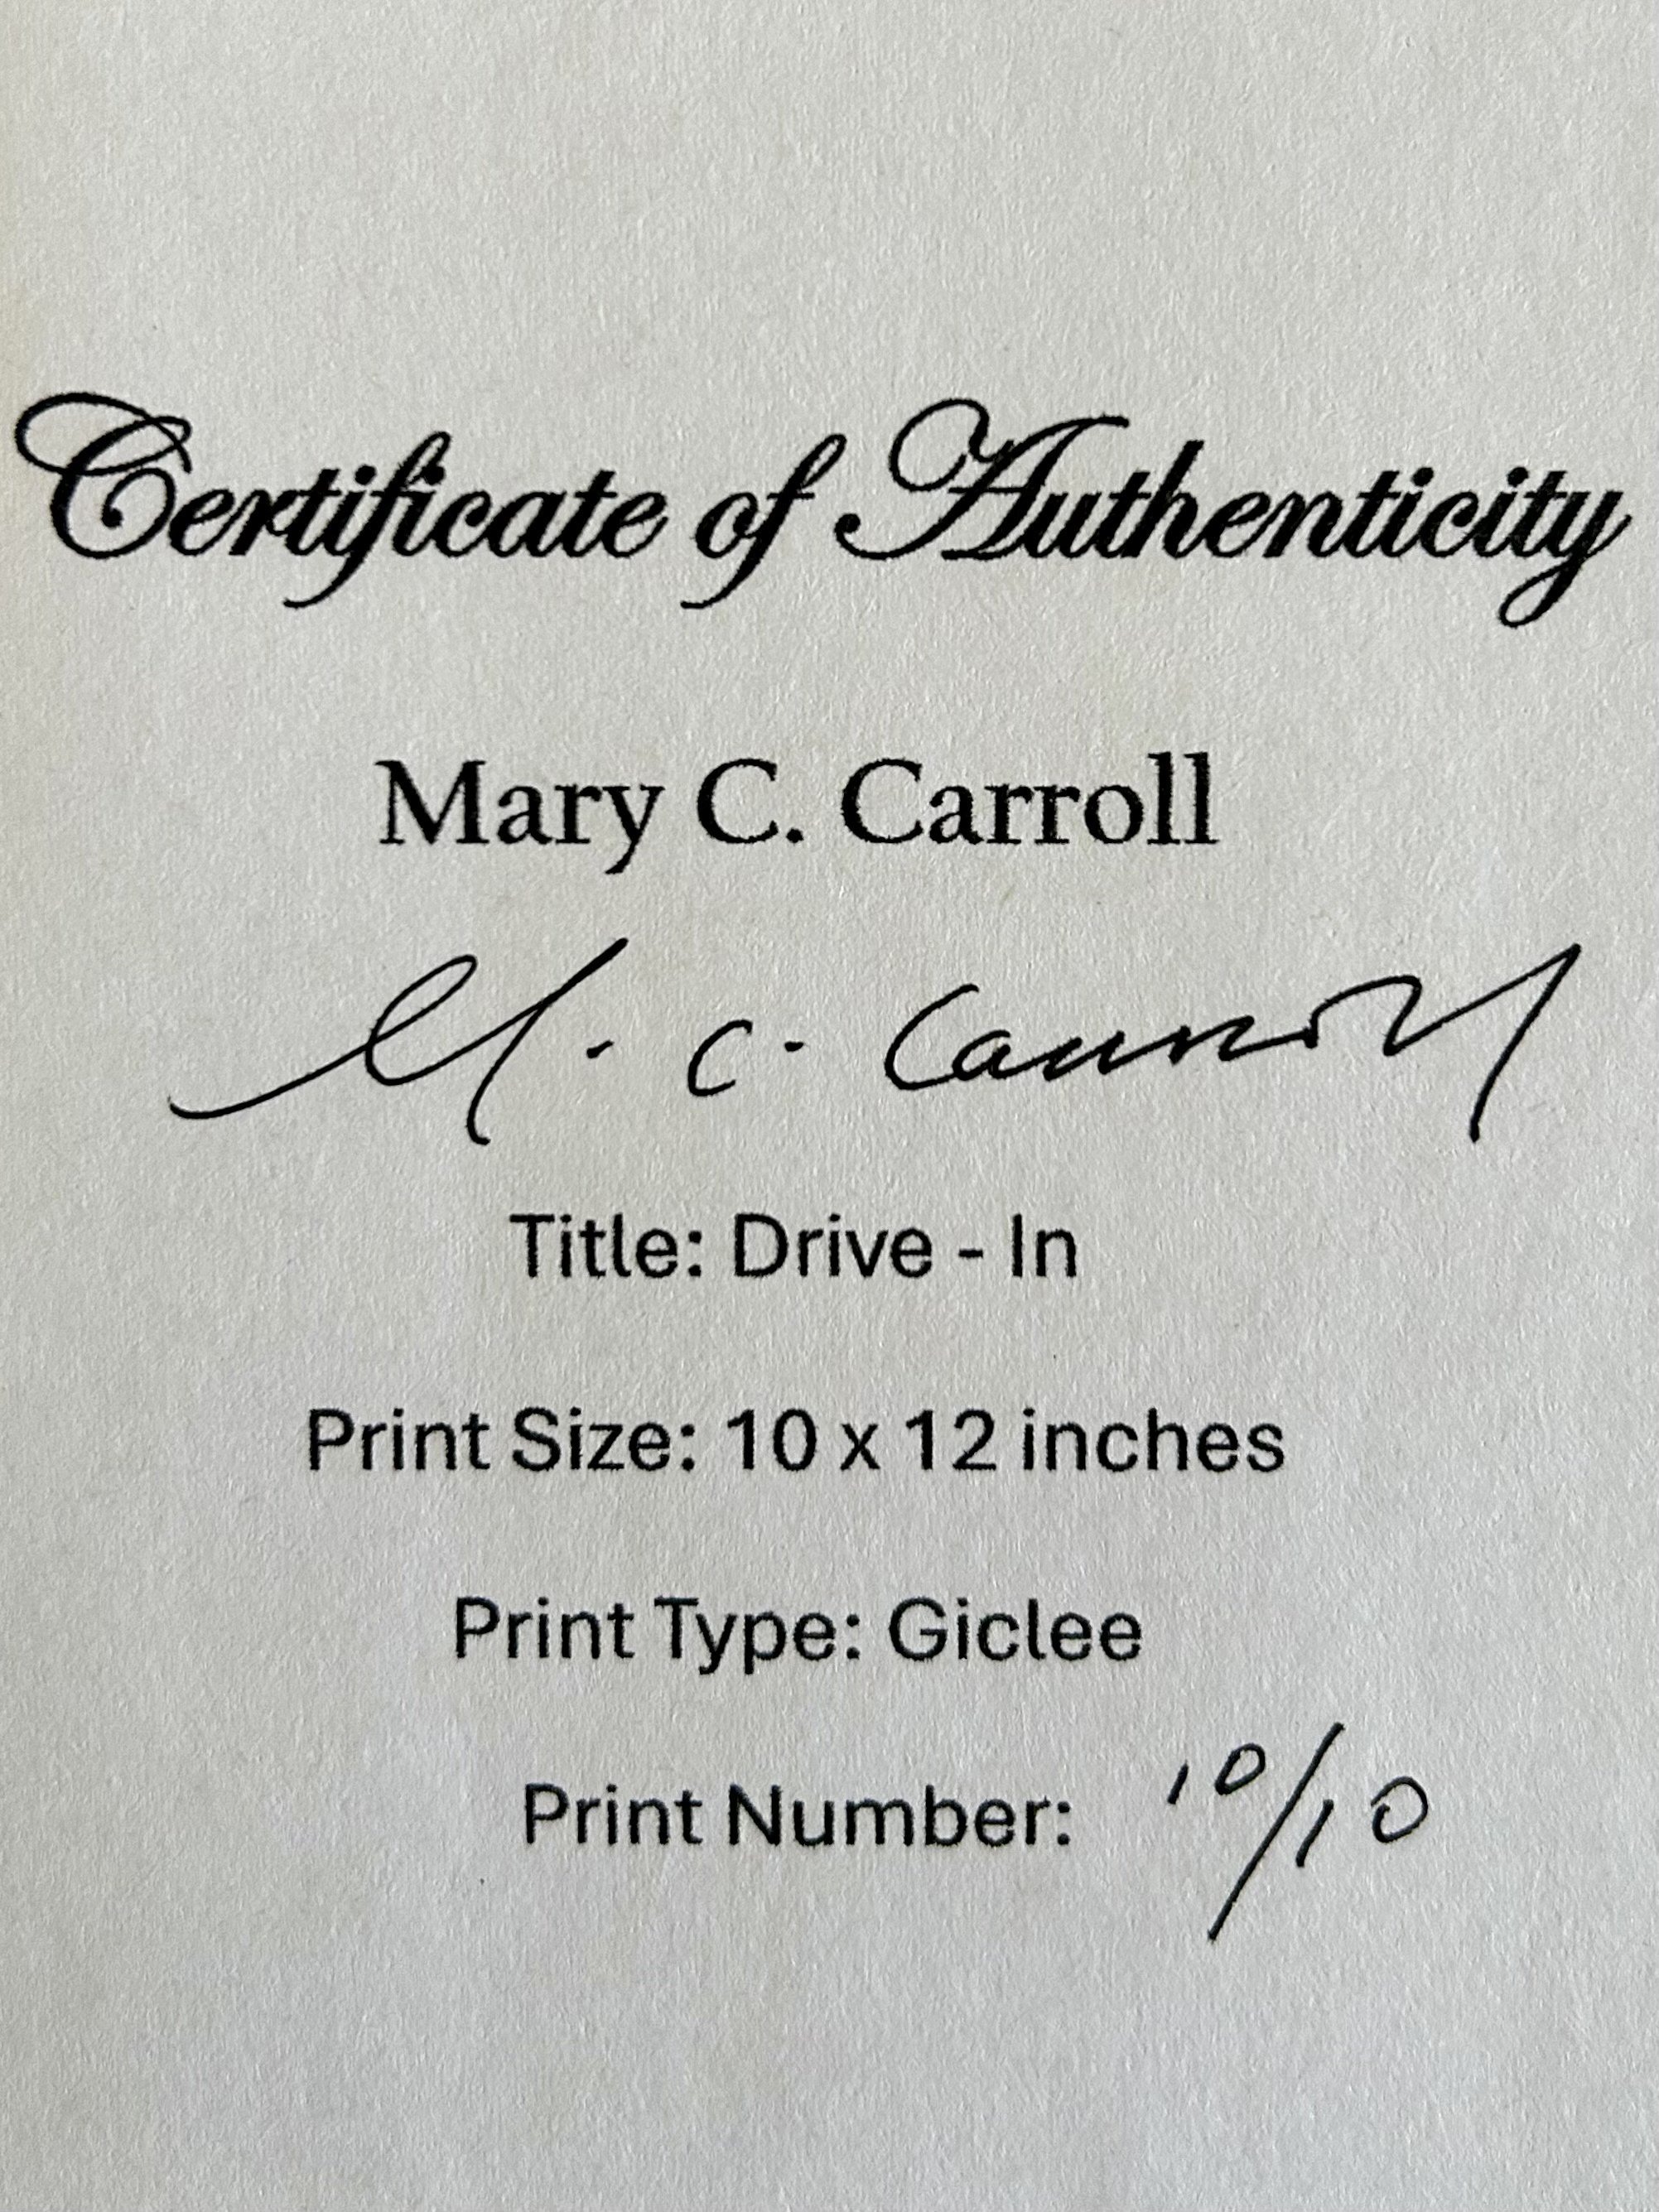 Certificate of Authenticity
Mary C. Carroll
M. C. Carroll
Title: Drive - In
Print Size: 10 x 12 inches
Print Type: Giclee
Print Number: 10/10